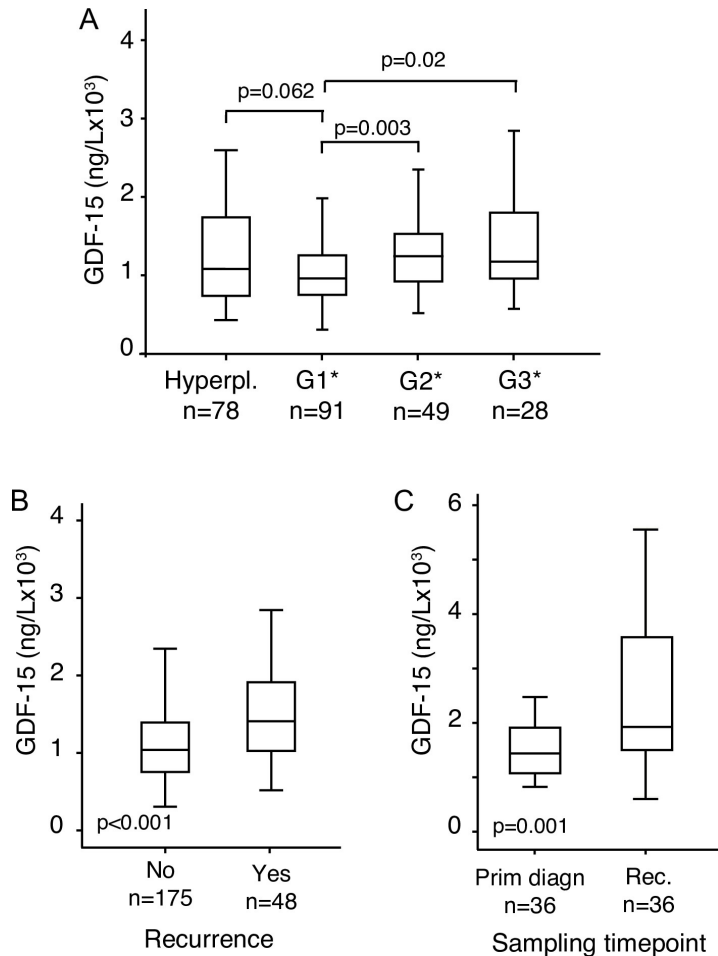 A
GDF-15 (ng/Lx10³)
4
3
2
1
0
p=0.062
p=0.02
p=0.003
Hyperpl. G1* G2* G3*
n=78 n=91 n=49 n=28
B
GDF-15 (ng/Lx10³)
4
3
2
1
0
p<0.001
No Yes
n=175 n=48
Recurrence
C
GDF-15 (ng/Lx10³)
6
4
2
0
p=0.001
Prim diagn Rec.
n=36 n=36
Sampling timepoint